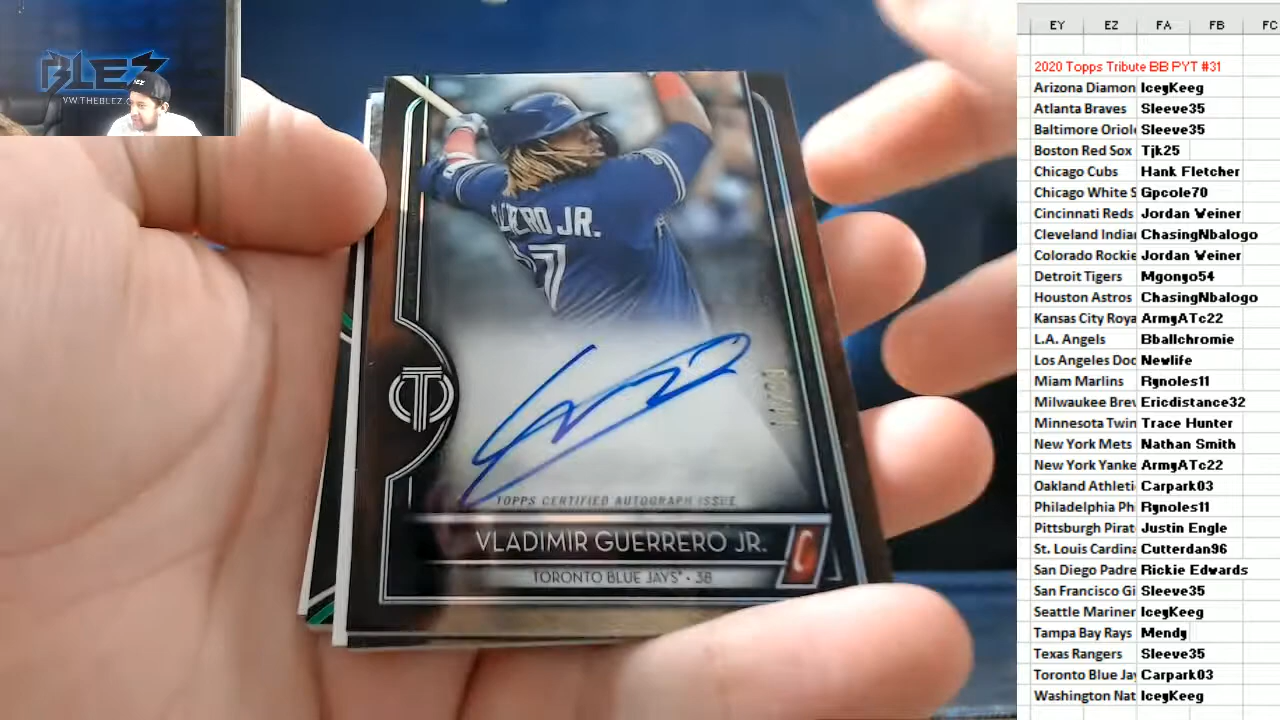 BLEZ
VLADIMIR GUERRERO JR.
TORONTO BLUE JAYS® • 3B
TOPPS CERTIFIED AUTOGRAPH ISSUE
EY EZ FA FB FC
2020 Topps Tribute BB PYT #31
Arizona Diamon IceyKeeg
Atlanta Braves Sleeve35
Baltimore Oriol Sleeve35
Boston Red Sox Tjk25
Chicago Cubs Hank Fletcher
Chicago White S Gpcole70
Cincinnati Reds Jordan Weiner
Cleveland India ChasingNbalogo
Colorado Rockie Jordan Weiner
Detroit Tigers Mgongo54
Houston Astros ChasingNbalogo
Kansas City Roya ArmyATc22
L.A. Angels Bballchromie
Los Angeles Doc Newlife
Miam Marlins Rynoles11
Milwaukee Brev Ericdistance32
Minnesota Twin Trace Hunter
New York Mets Nathan Smith
New York Yanke ArmyATc22
Oakland Athleti Carpark03
Philadelphia Ph Rynoles11
Pittsburgh Pirat Justin Engle
St. Louis Cardina Cutterdan96
San Diego Padre Rickie Edwards
San Francisco Gi Sleeve35
Seattle Mariner IceyKeeg
Tampa Bay Rays Mendy
Texas Rangers Sleeve35
Toronto Blue Jay Carpark03
Washington Nat IceyKeeg